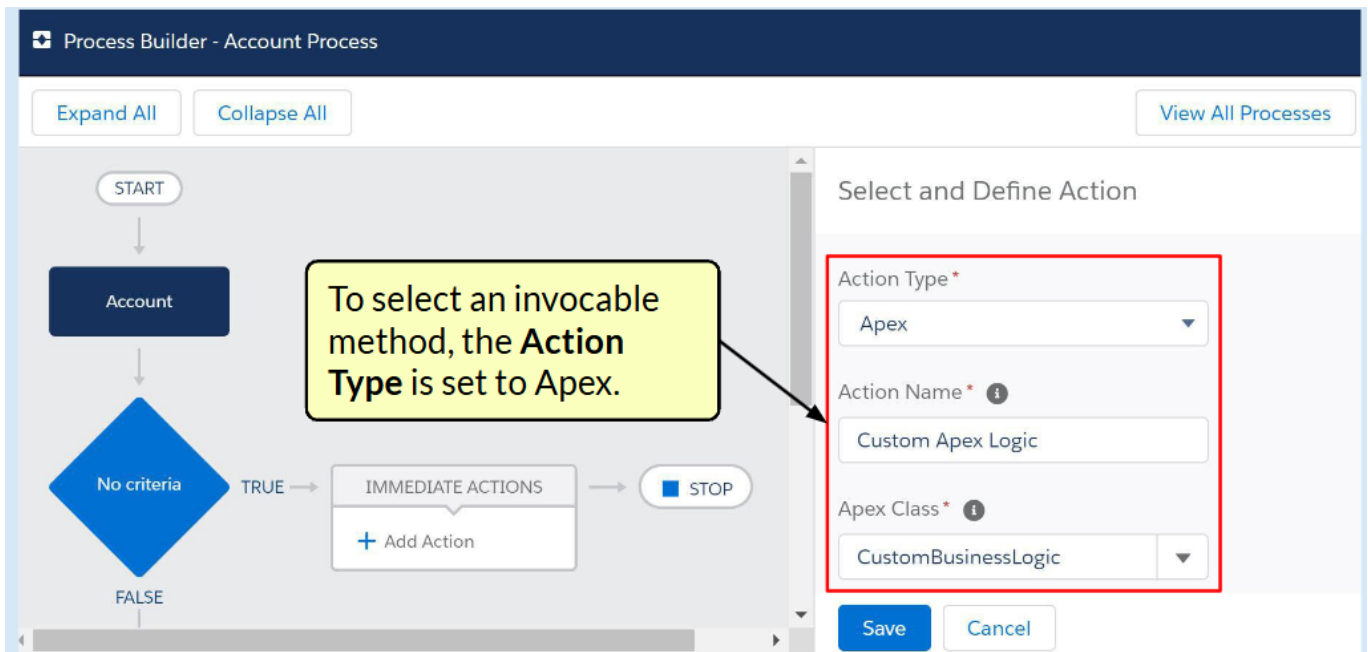 Process Builder - Account Process
Expand All
Collapse All
View All Processes
START
Account
No criteria
TRUE
IMMEDIATE ACTIONS
Add Action
STOP
FALSE
To select an invocable
method, the Action
Type is set to Apex.
Select and Define Action
Action Type*
Apex
Action Name*
Custom Apex Logic
Apex Class*
CustomBusinessLogic
Save
Cancel